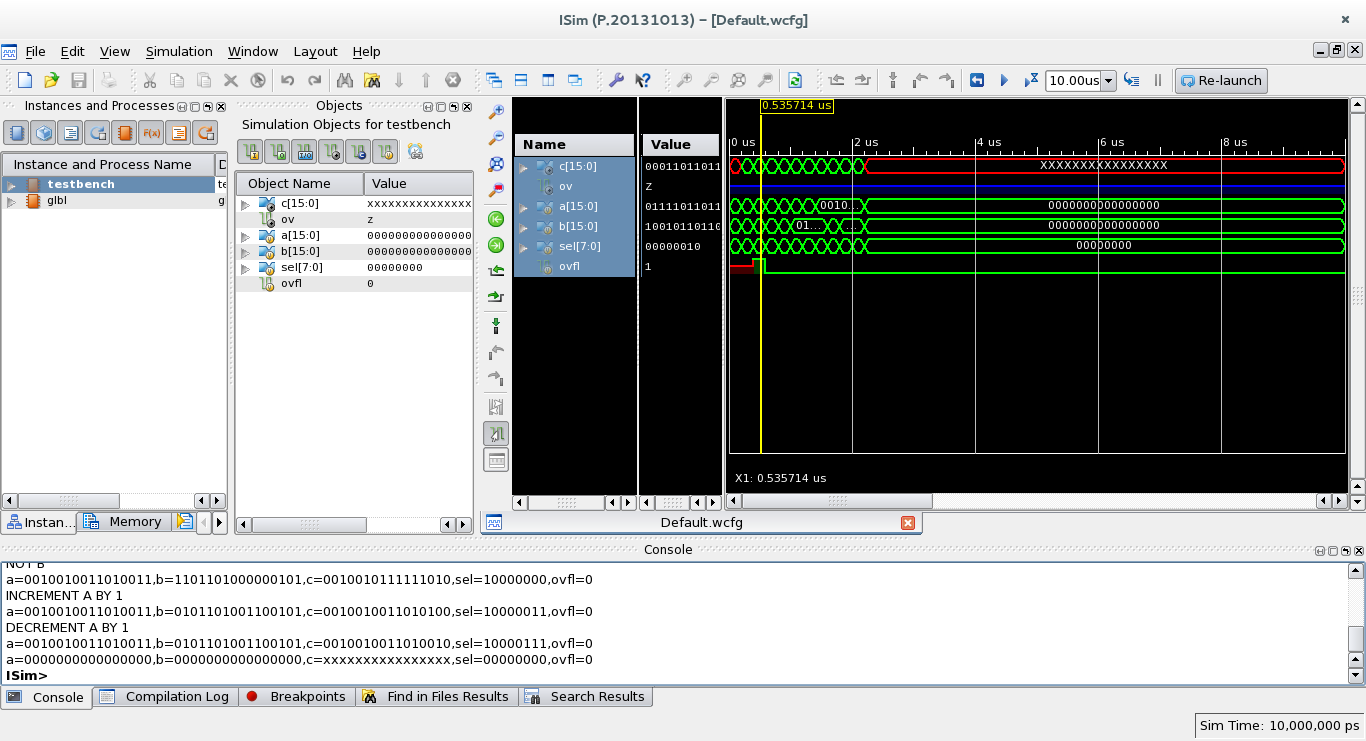 ISim (P.20131013) – [Default.wcfg]
File Edit View Simulation Window Layout Help
10.00us Re-launch
Instances and Processes
Instance and Process Name
testbench
glbl
Instan... Memory
Objects
Simulation Objects for testbench
Object Name Value
c[15:0] xxxxxxxxxxxxxxx
ov z
a[15:0] 000000000000000
b[15:0] 000000000000000
sel[7:0] 00000000
ovfl 0
Name Value
c[15:0] 00011011011
ov Z
a[15:0] 01111011011
b[15:0] 10010110110
sel[7:0] 00000010
ovfl 1
0.535714 us
0 us 2 us 4 us 6 us 8 us
XXXXXXXXXXXXXXXX
0010... 0000000000000000
01... ... 0000000000000000
00000000
X1: 0.535714 us
Default.wcfg
Console
NOT B
a=0010010011010011,b=1101101000000101,c=0010010111111010,sel=10000000,ovfl=0
INCREMENT A BY 1
a=0010010011010011,b=0101101001100101,c=0010010011010100,sel=10000011,ovfl=0
DECREMENT A BY 1
a=0010010011010011,b=0101101001100101,c=0010010011010010,sel=10000111,ovfl=0
a=0000000000000000,b=0000000000000000,c=xxxxxxxxxxxxxxxx,sel=00000000,ovfl=0
ISim>
Console Compilation Log Breakpoints Find in Files Results Search Results
Sim Time: 10,000,000 ps